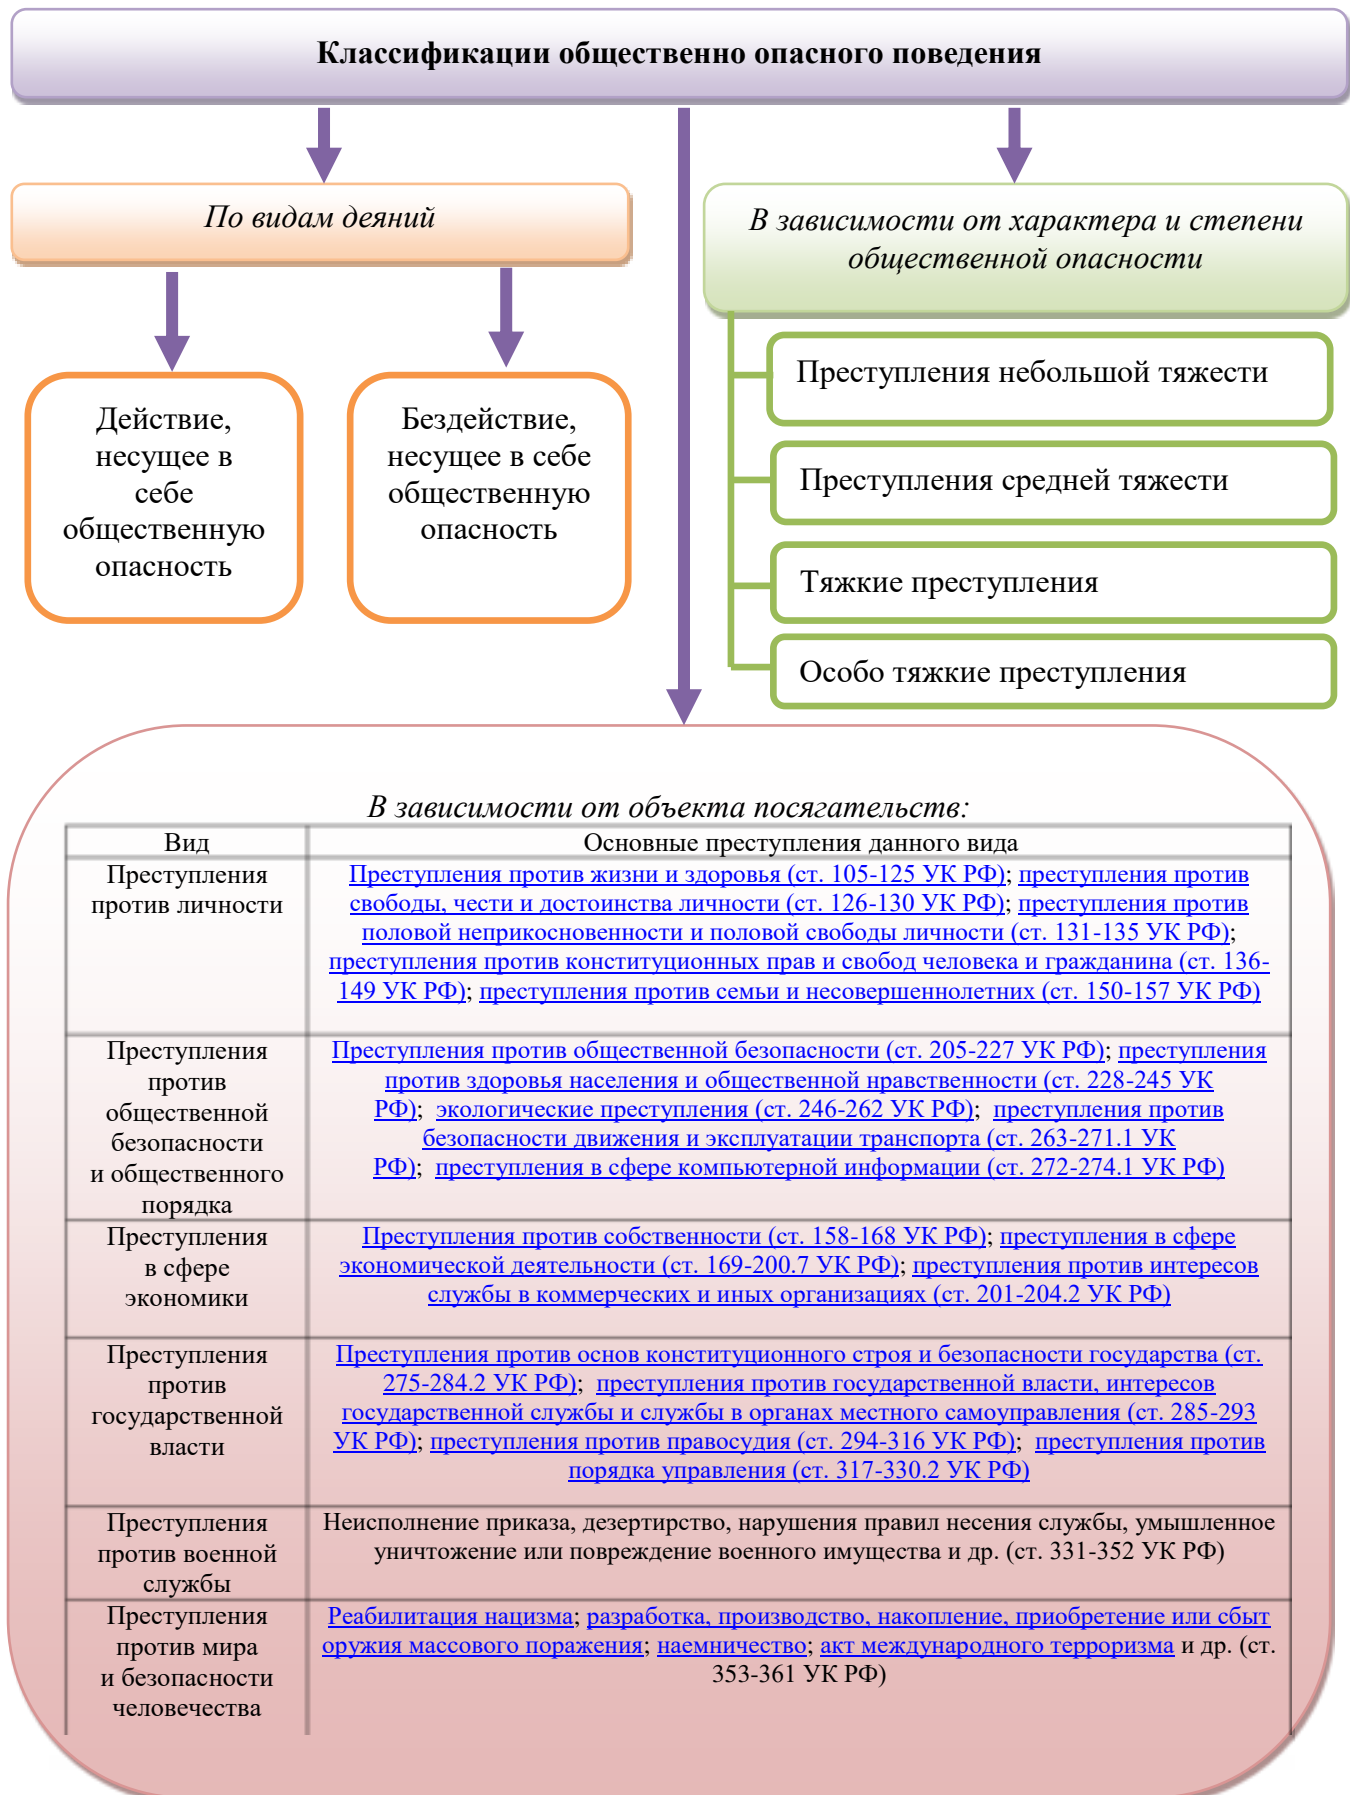 Классификации общественно опасного поведения
По видам деяний
Действие,
несущее в
себе
общественную
опасность
Бездействие,
несущее в себе
общественную
опасность
В зависимости от характера и степени
общественной опасности
Преступления небольшой тяжести
Преступления средней тяжести
Тяжкие преступления
Особо тяжкие преступления
В зависимости от объекта посягательств:
Вид
Основные преступления данного вида
Преступления
против личности
Преступления против жизни и здоровья (ст. 105-125 УК РФ); преступления против
свободы, чести и достоинства личности (ст. 126-130 УК РФ); преступления против
половой неприкосновенности и половой свободы личности (ст. 131-135 УК РФ);
преступления против конституционных прав и свобод человека и гражданина (ст. 136-
149 УК РФ); преступления против семьи и несовершеннолетних (ст. 150-157 УК РФ)
Преступления
против
общественной
безопасности
и общественного
порядка
Преступления против общественной безопасности (ст. 205-227 УК РФ); преступления
против здоровья населения и общественной нравственности (ст. 228-245 УК
РФ); экологические преступления (ст. 246-262 УК РФ); преступления против
безопасности движения и эксплуатации транспорта (ст. 263-271.1 УК
РФ); преступления в сфере компьютерной информации (ст. 272-274.1 УК РФ)
Преступления
в сфере
экономики
Преступления против собственности (ст. 158-168 УК РФ); преступления в сфере
экономической деятельности (ст. 169-200.7 УК РФ); преступления против интересов
службы в коммерческих и иных организациях (ст. 201-204.2 УК РФ)
Преступления
против
государственной
власти
Преступления против основ конституционного строя и безопасности государства (ст.
275-284.2 УК РФ); преступления против государственной власти, интересов
государственной службы и службы в органах местного самоуправления (ст. 285-293
УК РФ); преступления против правосудия (ст. 294-316 УК РФ); преступления против
порядка управления (ст. 317-330.2 УК РФ)
Преступления
против военной
службы
Неисполнение приказа, дезертирство, нарушения правил несения службы, умышленное
уничтожение или повреждение военного имущества и др. (ст. 331-352 УК РФ)
Преступления
против мира
и безопасности
человечества
Реабилитация нацизма; разработка, производство, накопление, приобретение или сбыт
оружия массового поражения; наемничество; акт международного терроризма и др. (ст.
353-361 УК РФ)